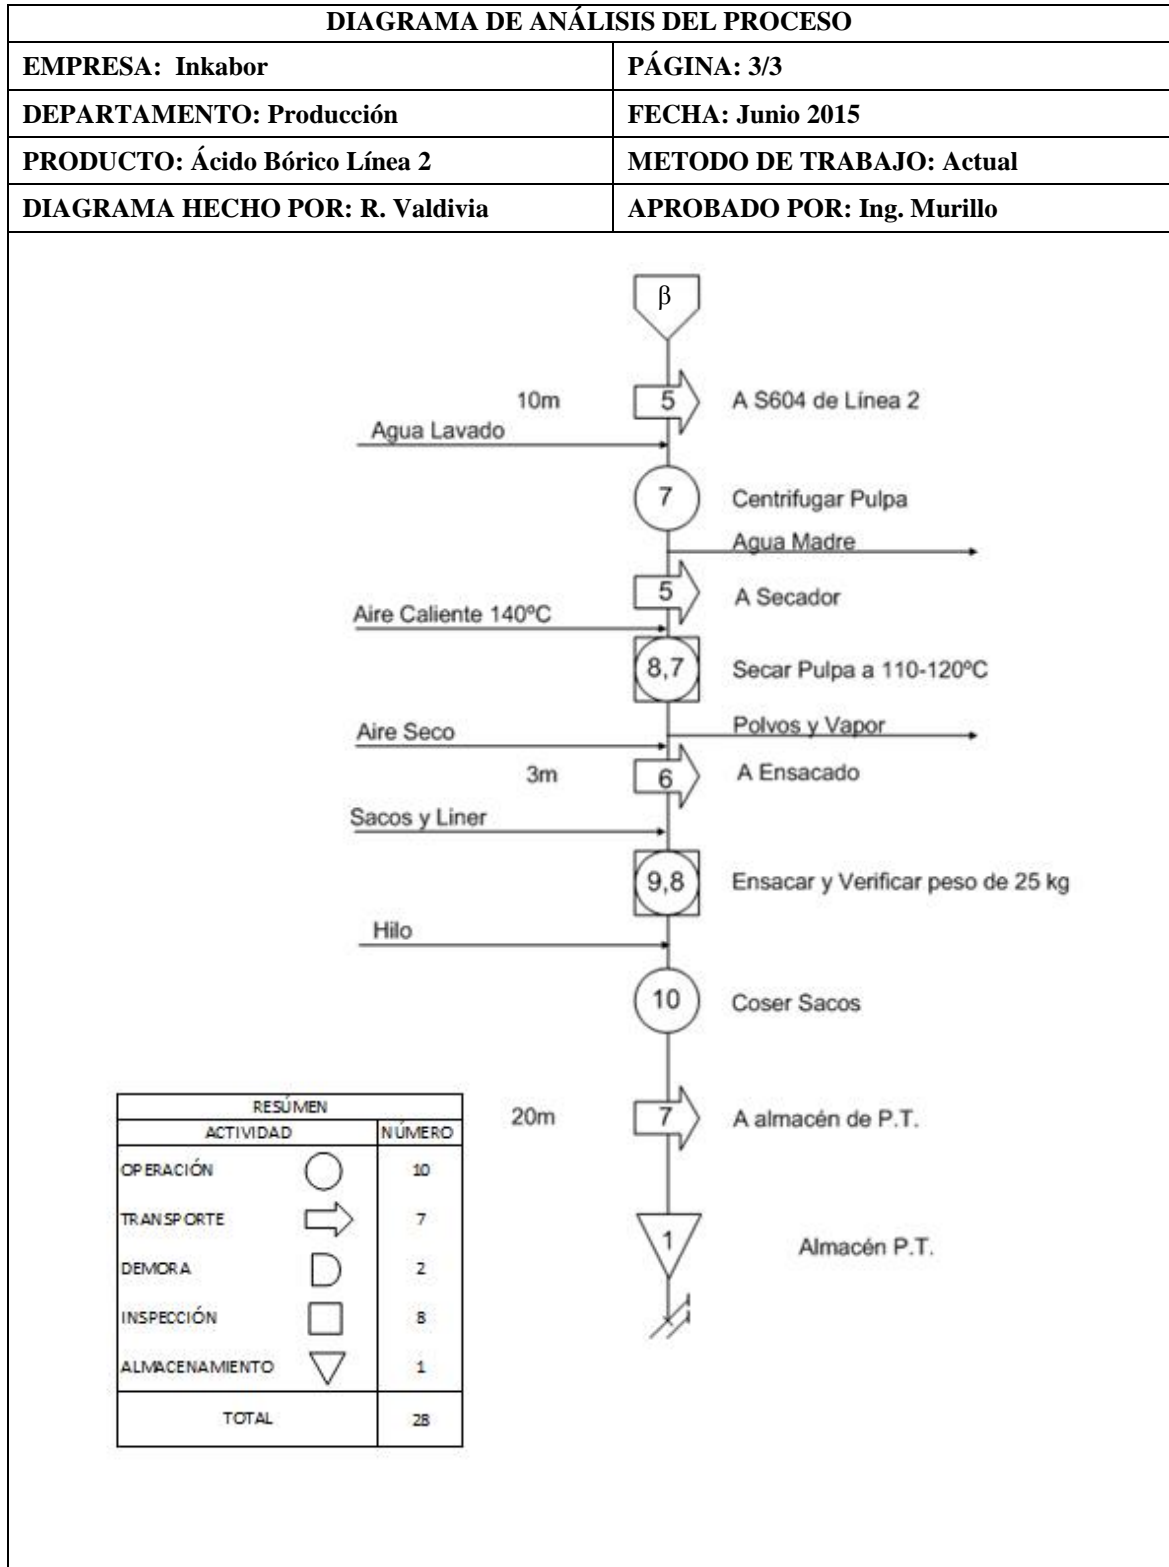 DIAGRAMA DE ANÁLISIS DEL PROCESO
EMPRESA: Inkabor
PÁGINA: 3/3
DEPARTAMENTO: Producción
FECHA: Junio 2015
PRODUCTO: Ácido Bórico Línea 2
METODO DE TRABAJO: Actual
DIAGRAMA HECHO POR: R. Valdivia
APROBADO POR: Ing. Murillo
β
10m
5
A S604 de Línea 2
Agua Lavado
7
Centrifugar Pulpa
Agua Madre
5
A Secador
Aire Caliente 140ºC
8,7
Secar Pulpa a 110-120ºC
Polvos y Vapor
Aire Seco
3m
6
A Ensacado
Sacos y Liner
9,8
Ensacar y Verificar peso de 25 kg
Hilo
10
Coser Sacos
20m
7
A almacén de P.T.
1
Almacén P.T.
RESÚMEN
ACTIVIDAD
NÚMERO
OPERACIÓN
10
TRANSPORTE
7
DEMORA
2
INSPECCIÓN
8
ALMACENAMIENTO
1
TOTAL
28